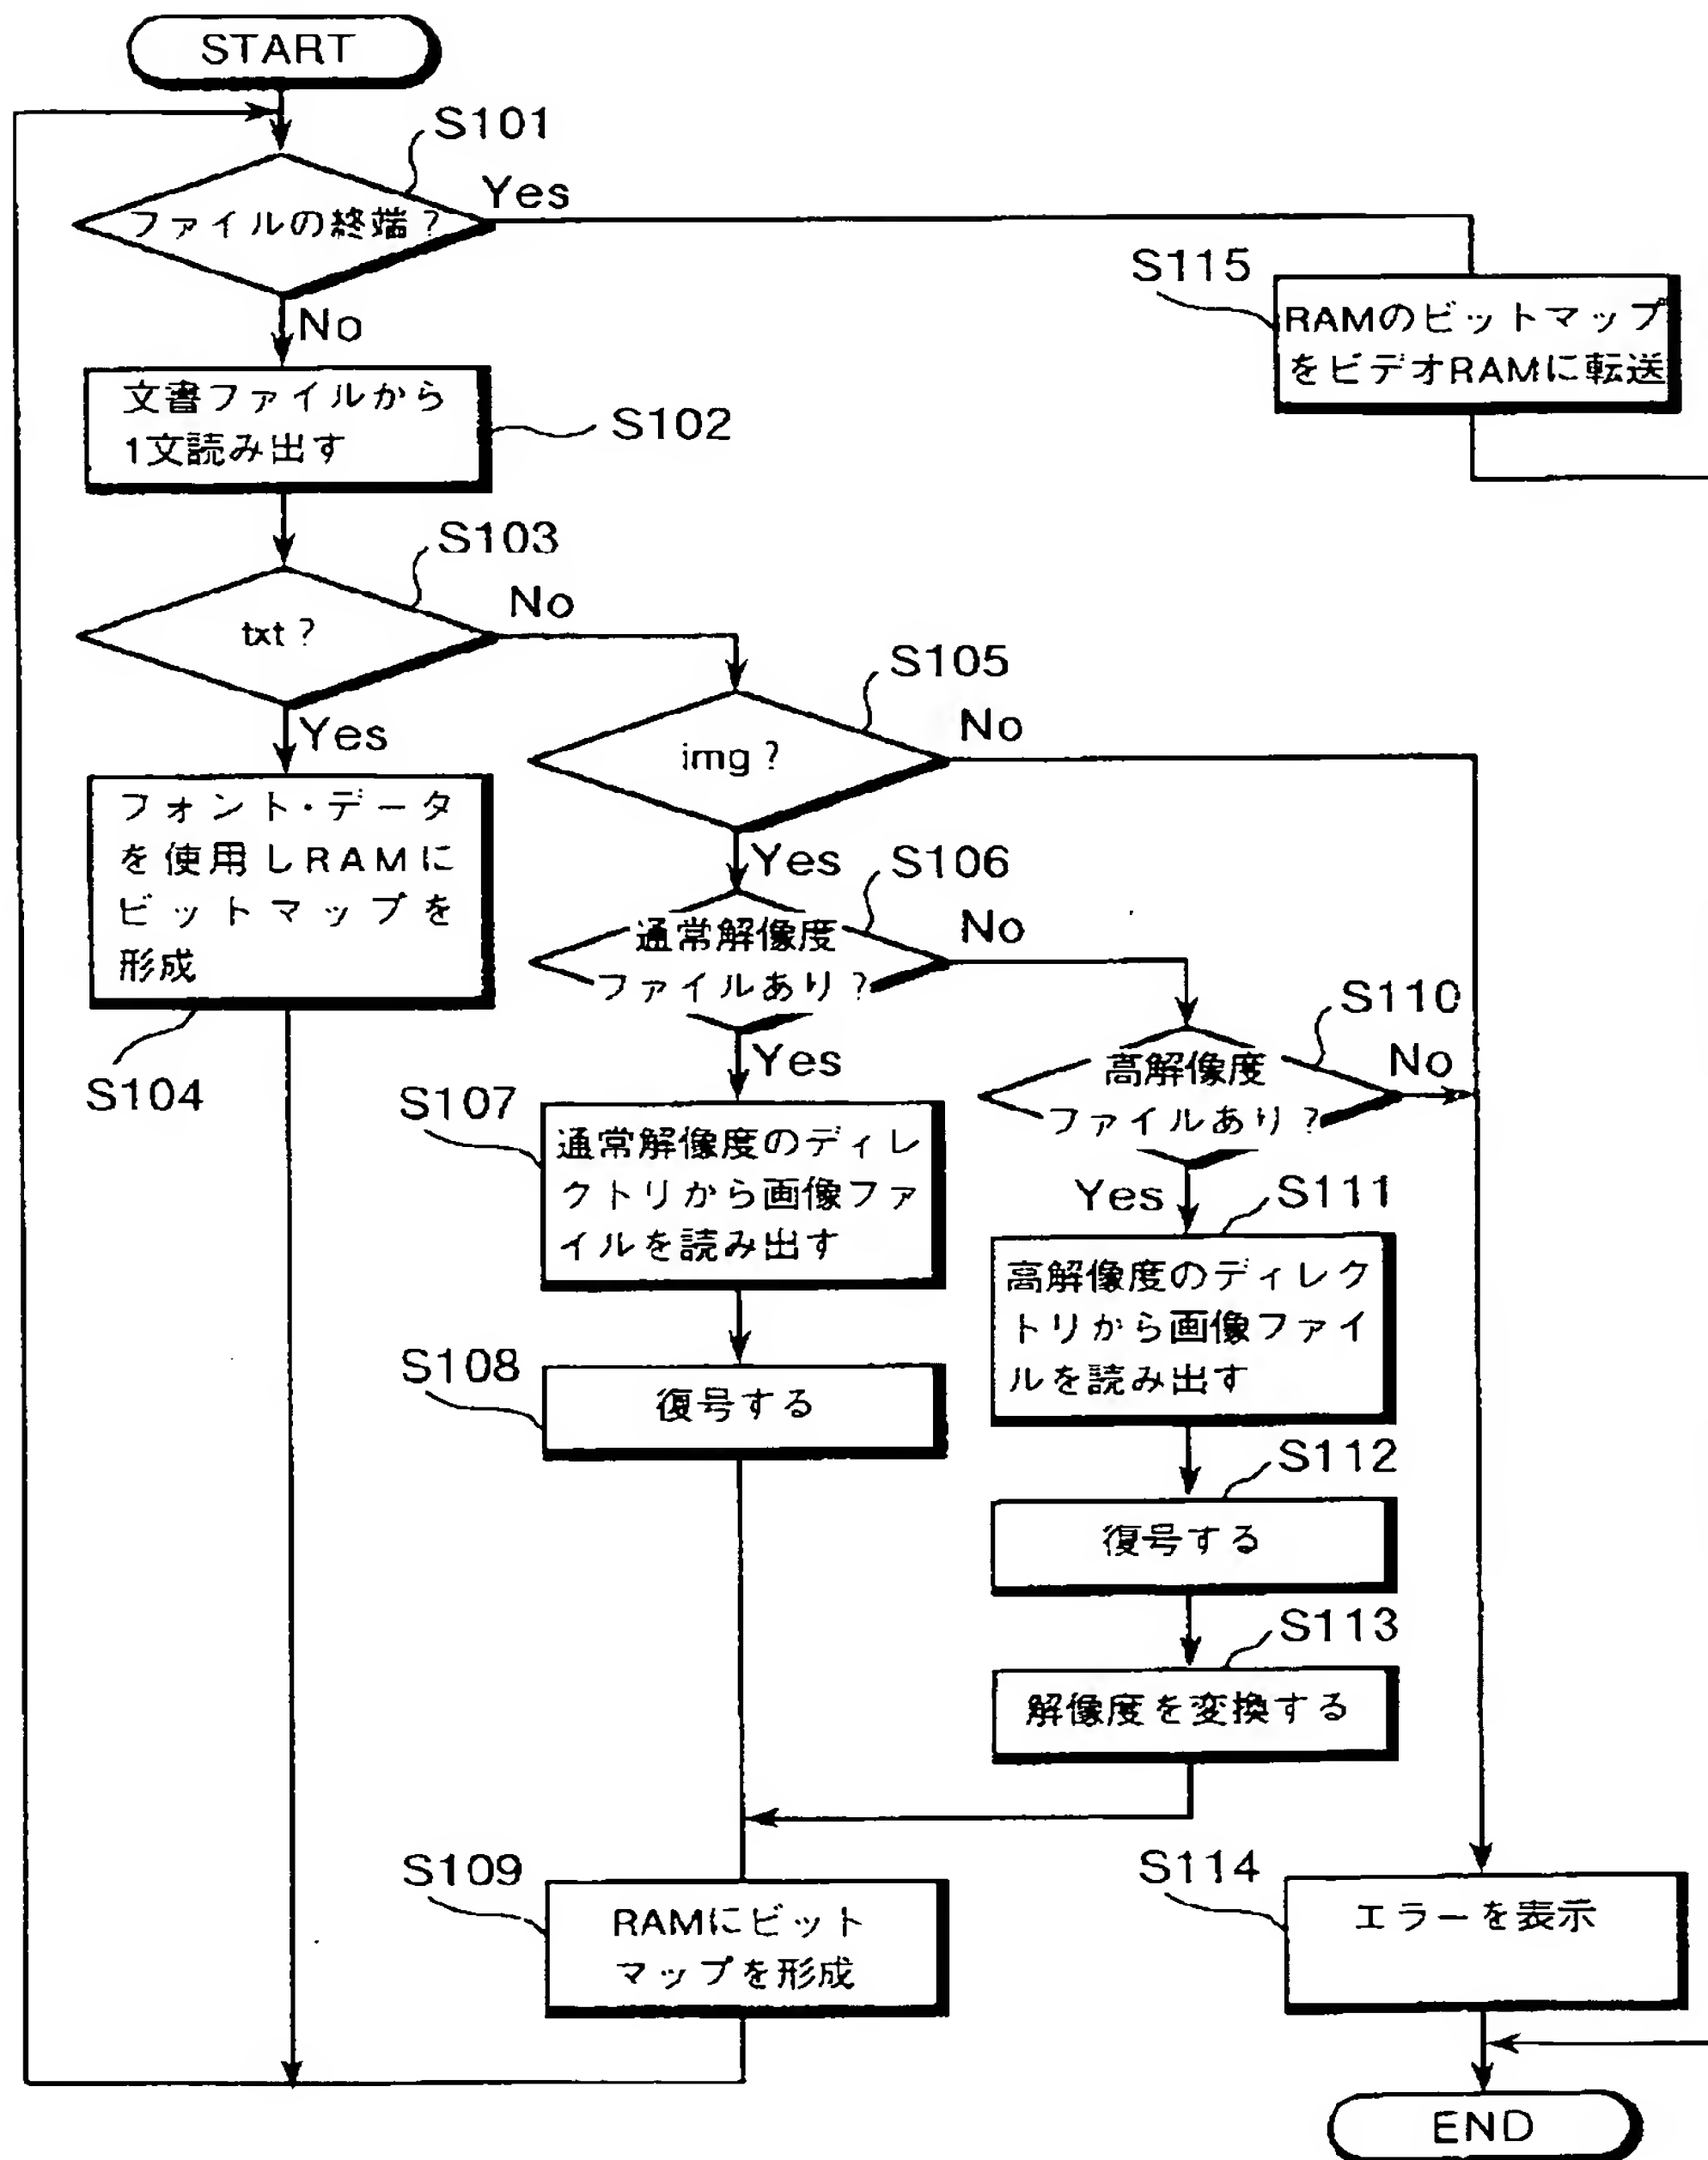 START
S101
Yes
ファイルの終端?
S115
RAMのビットマップ
をビデオRAMに転送
No
文書ファイルから
1文読み出す
S102
S103
No
txt?
S105
No
img?
Yes
フォント・データ
を使用しRAMに
ビットマップを
形成
S104
Yes
S106
No
通常解像度
ファイルあり?
S110
No
高解像度
ファイルあり?
Yes
S107
通常解像度のディレ
クトリから画像ファ
イルを読み出す
Yes
S111
高解像度のディレク
トリから画像ファイ
ルを読み出す
S108
復号する
S112
復号する
S113
解像度を変換する
S109
RAMにビット
マップを形成
S114
エラーを表示
END